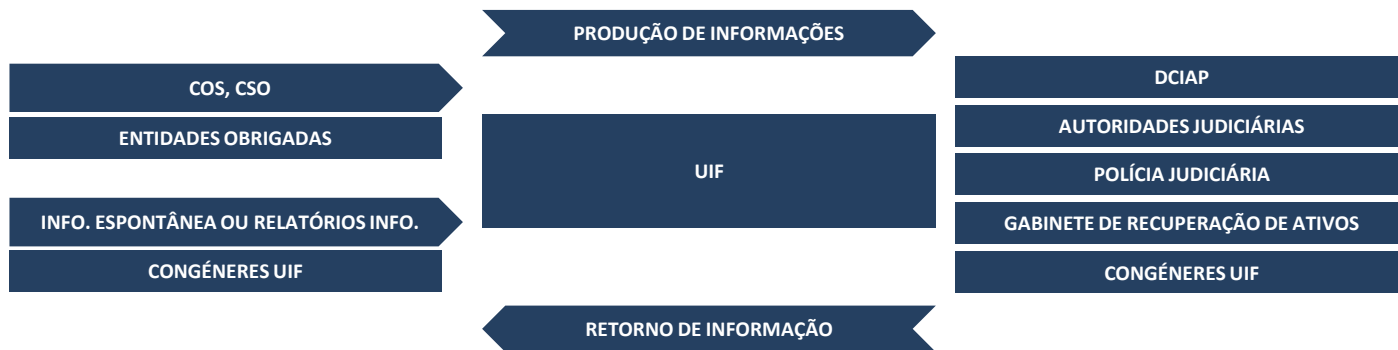 PRODUÇÃO DE INFORMAÇÕES
COS, CSO
ENTIDADES OBRIGADAS
INFO. ESPONTÂNEA OU RELATÓRIOS INFO.
CONGÉNERES UIF
UIF
DCIAP
AUTORIDADES JUDICIÁRIAS
POLÍCIA JUDICIÁRIA
GABINETE DE RECUPERAÇÃO DE ATIVOS
CONGÉNERES UIF
RETORNO DE INFORMAÇÃO